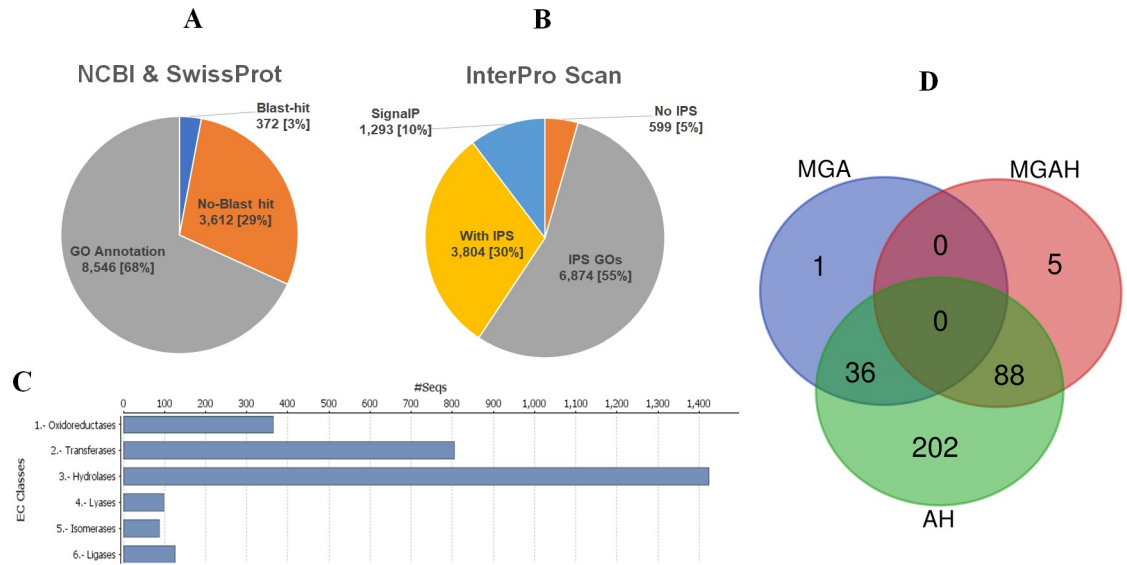 A
NCBI & SwissProt
Blast-hit
372 [3%]
No-Blast hit
3,612 [29%]
GO Annotation
8,546 [68%]
B
InterPro Scan
SignalP
1,293 [10%]
No IPS
599 [5%]
With IPS
3,804 [30%]
IPS GOs
6,874 [55%]
C
#Seqs
0 100 200 300 400 500 600 700 800 900 1,000 1,100 1,200 1,300 1,400
EC Classes
1.- Oxidoreductases
2.- Transferases
3.- Hydrolases
4.- Lyases
5.- Isomerases
6.- Ligases
D
MGA
MGAH
1
0
5
0
36
88
202
AH